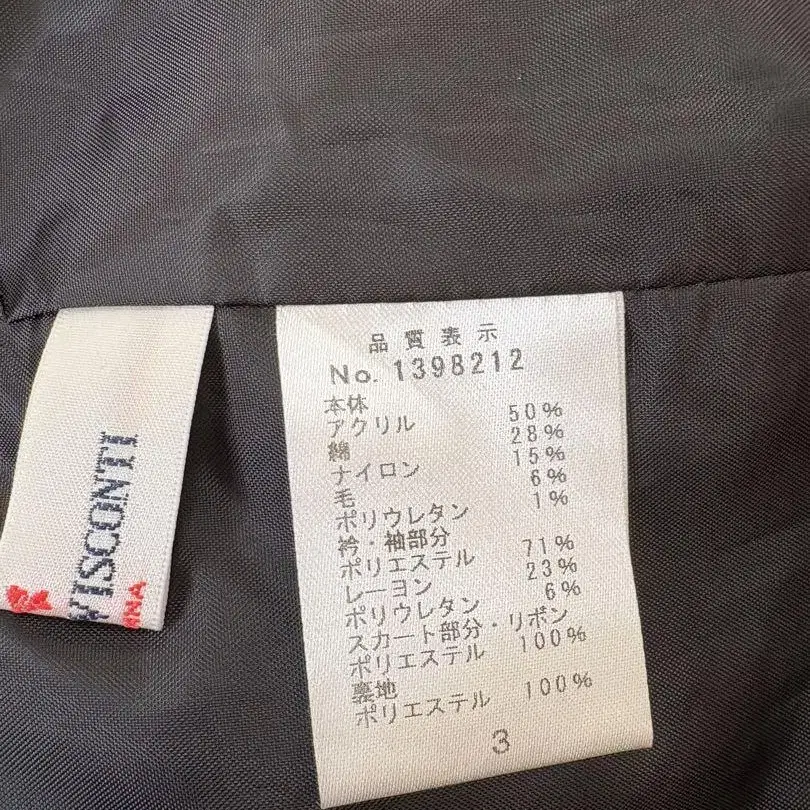 VISCONTI
品質表示
No. 1398212
本体
アクリル 50%
綿 28%
ナイロン 15%
毛 6%
ポリウレタン 1%
衿・袖部分
ポリエステル 71%
レーヨン 23%
ポリウレタン 6%
スカート部分・リボン
ポリエステル 100%
裏地
ポリエステル 100%
3